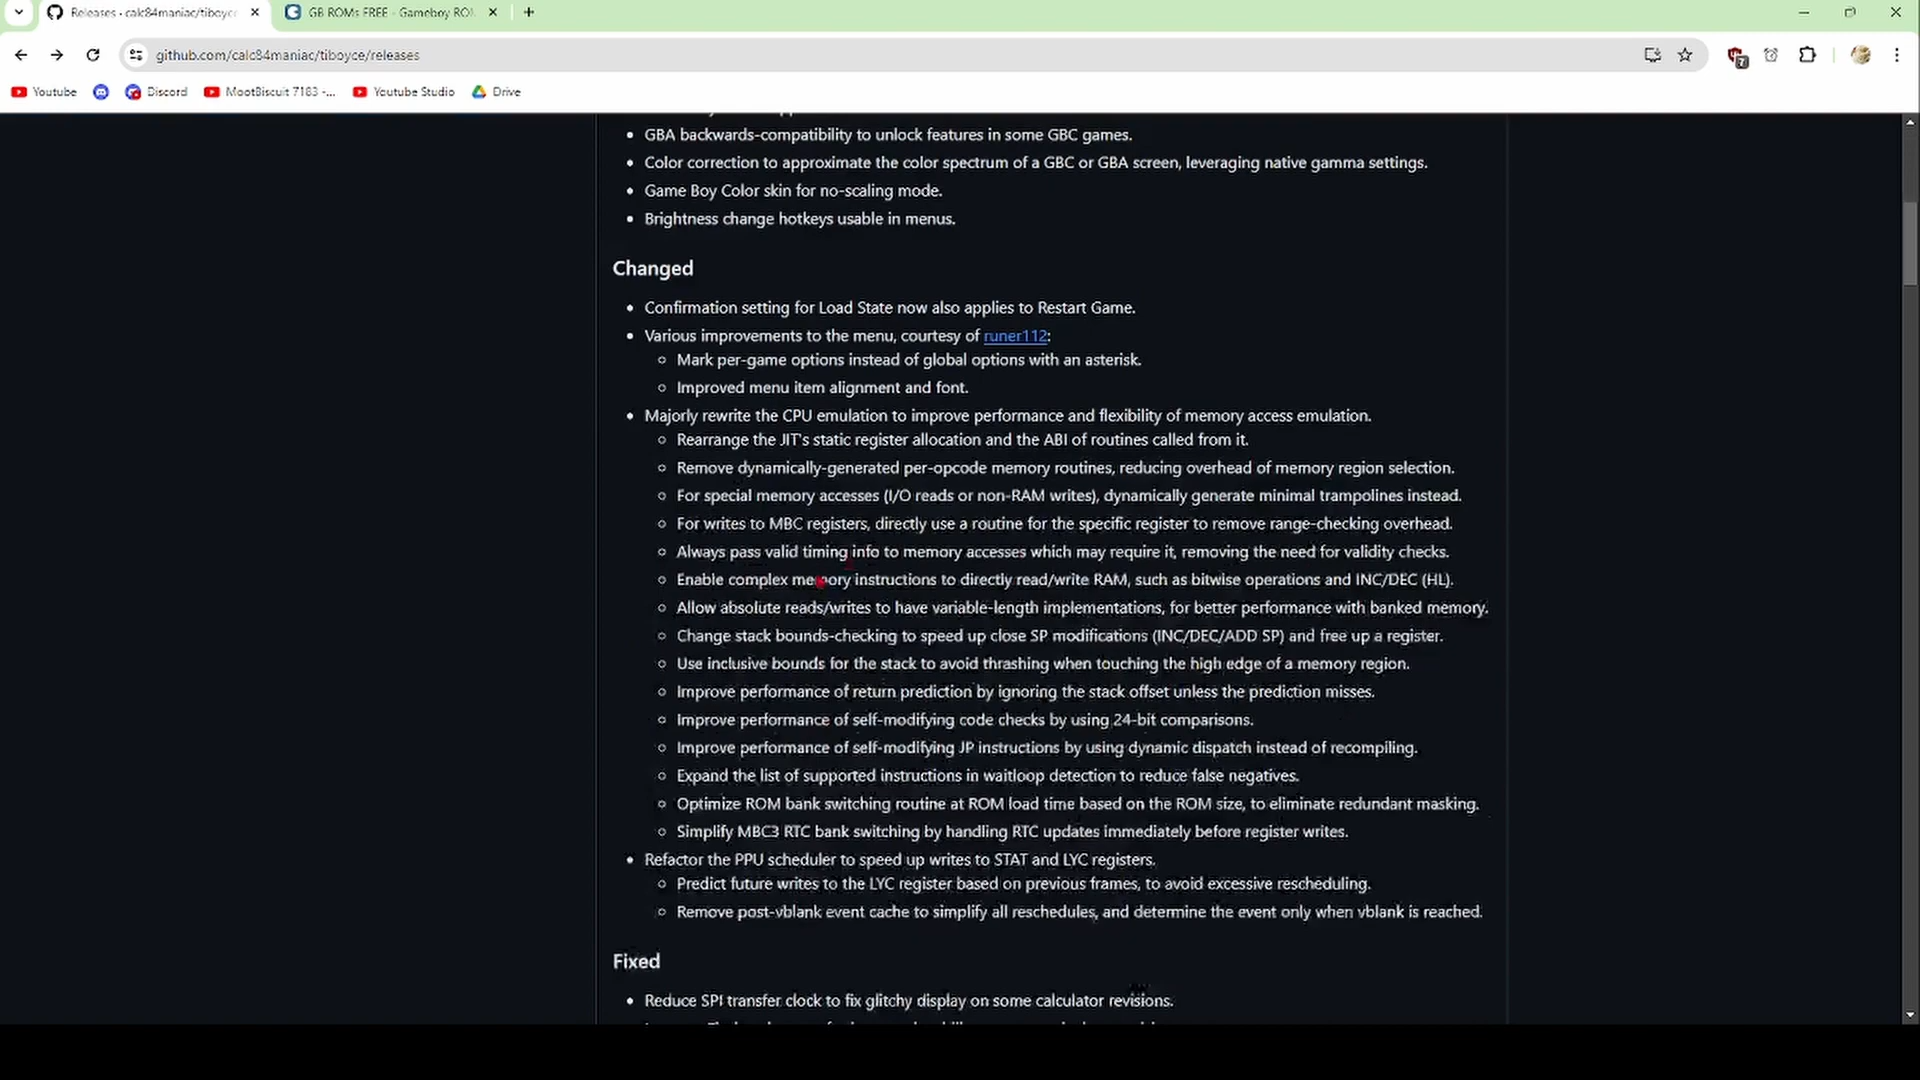 Releases · calc84maniac/tiboyce
GB ROMs FREE - Gameboy RO
github.com/calc84maniac/tiboyce/releases
7
Youtube
Discord
MootBiscuit 7183 -...
Youtube Studio
Drive
GBA backwards-compatibility to unlock features in some GBC games.
Color correction to approximate the color spectrum of a GBC or GBA screen, leveraging native gamma settings.
Game Boy Color skin for no-scaling mode.
Brightness change hotkeys usable in menus.
Changed
Confirmation setting for Load State now also applies to Restart Game.
Various improvements to the menu, courtesy of runer112:
Mark per-game options instead of global options with an asterisk.
Improved menu item alignment and font.
Majorly rewrite the CPU emulation to improve performance and flexibility of memory access emulation.
Rearrange the JIT's static register allocation and the ABI of routines called from it.
Remove dynamically-generated per-opcode memory routines, reducing overhead of memory region selection.
For special memory accesses (I/O reads or non-RAM writes), dynamically generate minimal trampolines instead.
For writes to MBC registers, directly use a routine for the specific register to remove range-checking overhead.
Always pass valid timing info to memory accesses which may require it, removing the need for validity checks.
Enable complex memory instructions to directly read/write RAM, such as bitwise operations and INC/DEC (HL).
Allow absolute reads/writes to have variable-length implementations, for better performance with banked memory.
Change stack bounds-checking to speed up close SP modifications (INC/DEC/ADD SP) and free up a register.
Use inclusive bounds for the stack to avoid thrashing when touching the high edge of a memory region.
Improve performance of return prediction by ignoring the stack offset unless the prediction misses.
Improve performance of self-modifying code checks by using 24-bit comparisons.
Improve performance of self-modifying JP instructions by using dynamic dispatch instead of recompiling.
Expand the list of supported instructions in waitloop detection to reduce false negatives.
Optimize ROM bank switching routine at ROM load time based on the ROM size, to eliminate redundant masking.
Simplify MBC3 RTC bank switching by handling RTC updates immediately before register writes.
Refactor the PPU scheduler to speed up writes to STAT and LYC registers.
Predict future writes to the LYC register based on previous frames, to avoid excessive rescheduling.
Remove post-vblank event cache to simplify all reschedules, and determine the event only when vblank is reached.
Fixed
Reduce SPI transfer clock to fix glitchy display on some calculator revisions.